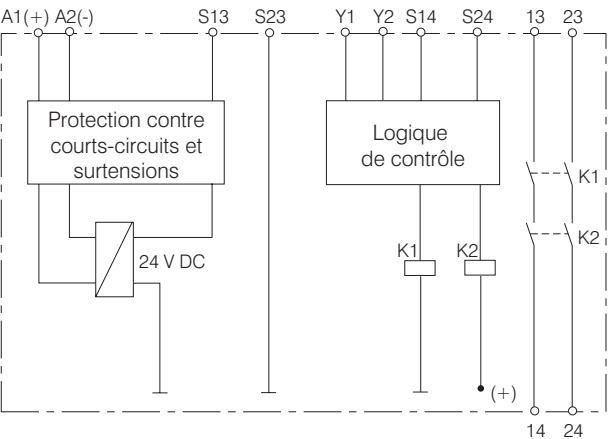 A1(+) A2(-) S13 S23 Y1 Y2 S14 S24 13 23
Protection contre
courts-circuits et
surtensions
Logique
de contrôle
K1
K2
K1 K2
24 V DC
(+)
14 24